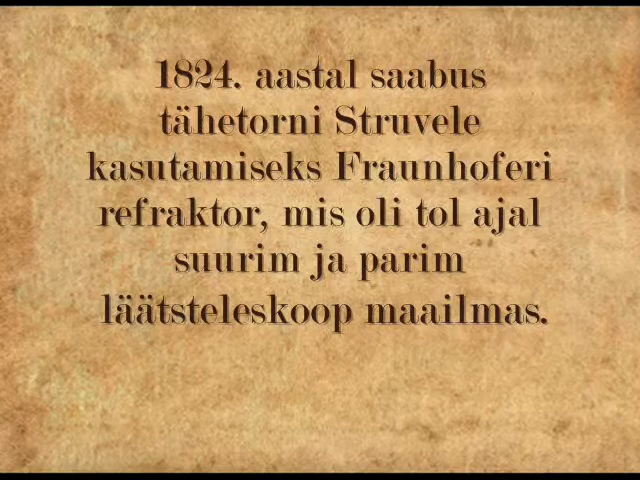 1824. aastal saabus
tähetorni Struvele
kasutamiseks Fraunhoferi
refraktor, mis oli tol ajal
suurim ja parim
läätsteleskoop maailmas.